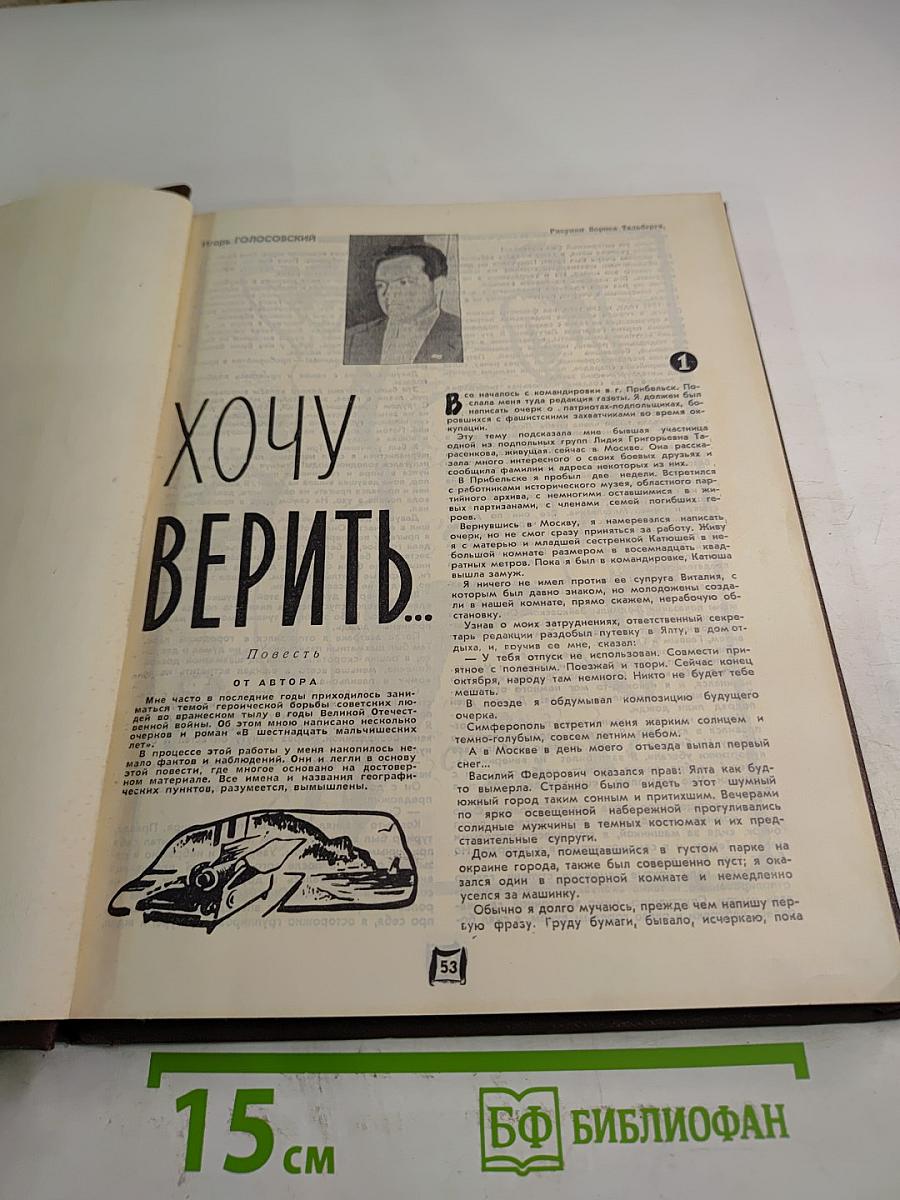 Игорь ГОЛОСОВСКИЙ
Рисунки Бориса Тальберга.
ХОЧУ
ВЕРИТЬ...
Повесть
ОТ АВТОРА
Мне часто в последние годы приходилось зани-
маться темой героической борьбы советских лю-
дей во вражеском тылу в годы Великой Отечест-
венной войны. Об этом мною написано несколько
очерков и роман «В шестнадцать мальчишеских
лет».
В процессе этой работы у меня накопилось не-
мало фактов и наблюдений. Они и легли в основу
этой повести, где многое основано на достовер-
ном материале. Все имена и названия географи-
ческих пунктов, разумеется, вымышлены.
1
Все началось с командировки в г. Прибельск. По-
слала меня туда редакция газеты. Я должен был
написать очерк о патриотах-подпольщиках, бо-
ровшихся с фашистскими захватчиками во время ок-
купации.
Эту тему подсказала мне бывшая участница
одной из подпольных групп Лидия Григорьевна Та-
расенкова, живущая сейчас в Москве. Она расска-
зала много интересного о своих боевых друзьях и
сообщила фамилии и адреса некоторых из них.
В Прибельске я пробыл две недели. Встретился
с работниками исторического музея, областного пар-
тийного архива, с немногими оставшимися в жи-
вых партизанами, с членами семей погибших ге-
роев.
Вернувшись в Москву, я намеревался написать
очерк, но не смог сразу приняться за работу. Живу
я с матерью и младшей сестренкой Катюшей в не-
большой комнате размером в восемнадцать квад-
ратных метров. Пока я был в командировке, Катюша
вышла замуж.
Я ничего не имел против ее супруга Виталия, с
которым был давно знаком, но молодожены созда-
ли в нашей комнате, прямо скажем, нерабочую об-
становку.
Узнав о моих затруднениях, ответственный секре-
тарь редакции раздобыл путевку в Ялту, в дом от-
дыха, и, вручив ее мне, сказал:
— У тебя отпуск не использован. Совмести при-
ятное с полезным. Поезжай и твори. Сейчас конец
октября, народу там немного. Никто не будет тебе
мешать.
В поезде я обдумывал композицию будущего
очерка.
Симферополь встретил меня жарким солнцем и
темно-голубым, совсем летним небом.
А в Москве в день моего отъезда выпал первый
снег...
Василий Федорович оказался прав: Ялта как буд-
то вымерла. Странно было видеть этот шумный
южный город таким сонным и притихшим. Вечерами
по ярко освещенной набережной прогуливались
солидные мужчины в темных костюмах и их пред-
ставительные супруги.
Дом отдыха, помещавшийся в густом парке на
окраине города, также был совершенно пуст; я ока-
зался один в просторной комнате и немедленно
уселся за машинку.
Обычно я долго мучаюсь, прежде чем напишу пер-
вую фразу. Груду бумаги, бывало, исчеркаю, пока
53
15 см
БФ БИБЛИОФАН